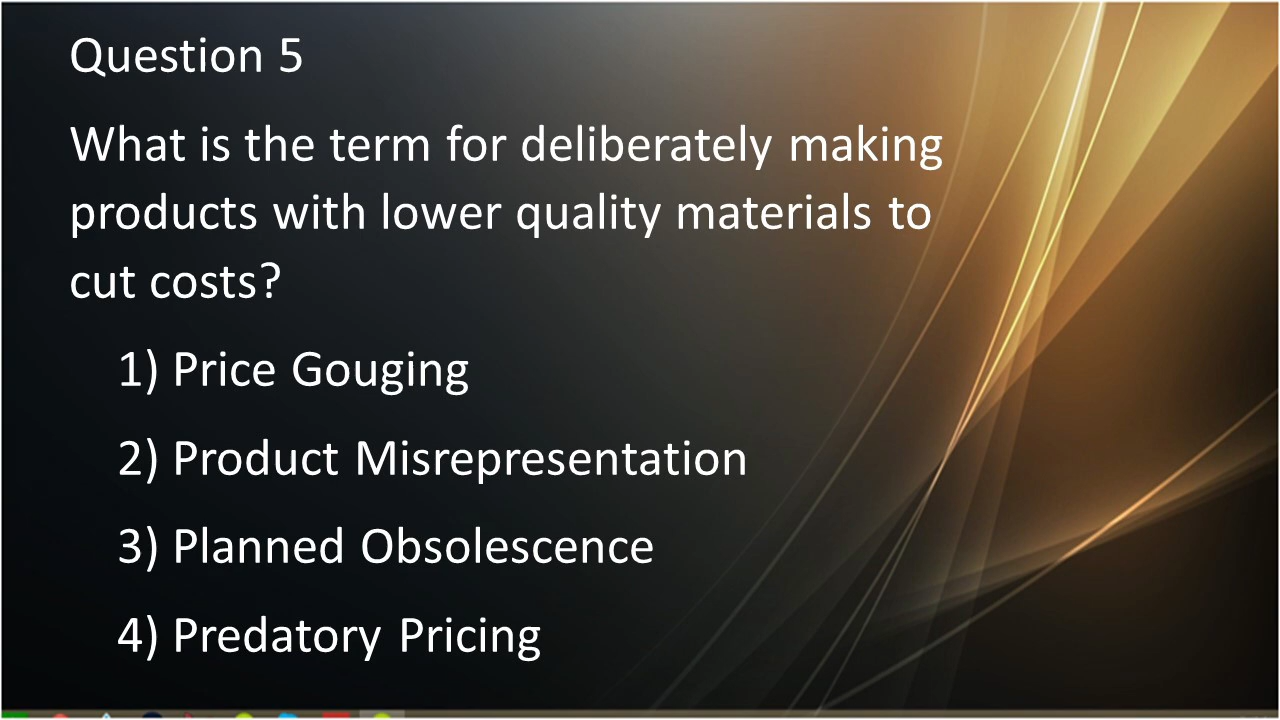 Question 5
What is the term for deliberately making
products with lower quality materials to
cut costs?
1) Price Gouging
2) Product Misrepresentation
3) Planned Obsolescence
4) Predatory Pricing